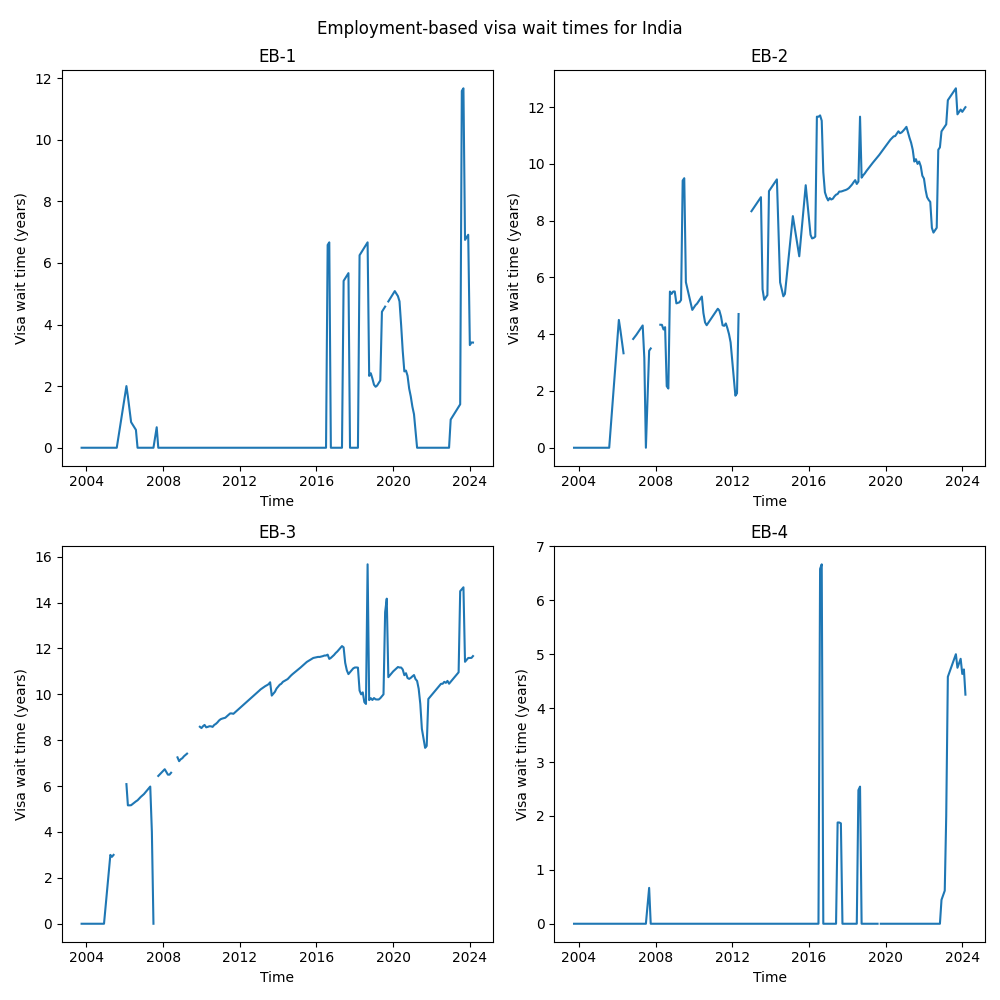 Employment-based visa wait times for India
EB-1
12
10
8
6
4
2
0
Visa wait time (years)
2004 2008 2012 2016 2020 2024
Time
EB-2
12
10
8
6
4
2
0
Visa wait time (years)
2004 2008 2012 2016 2020 2024
Time
EB-3
16
14
12
10
8
6
4
2
0
Visa wait time (years)
2004 2008 2012 2016 2020 2024
Time
EB-4
7
6
5
4
3
2
1
0
Visa wait time (years)
2004 2008 2012 2016 2020 2024
Time